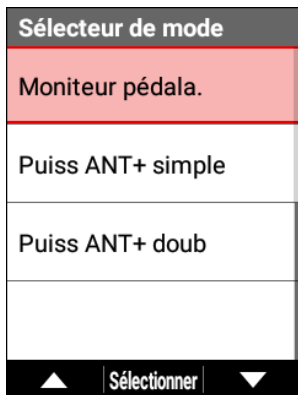 Sélecteur de mode
Moniteur pédala.
Puiss ANT+ simple
Puiss ANT+ doub
Sélectionner